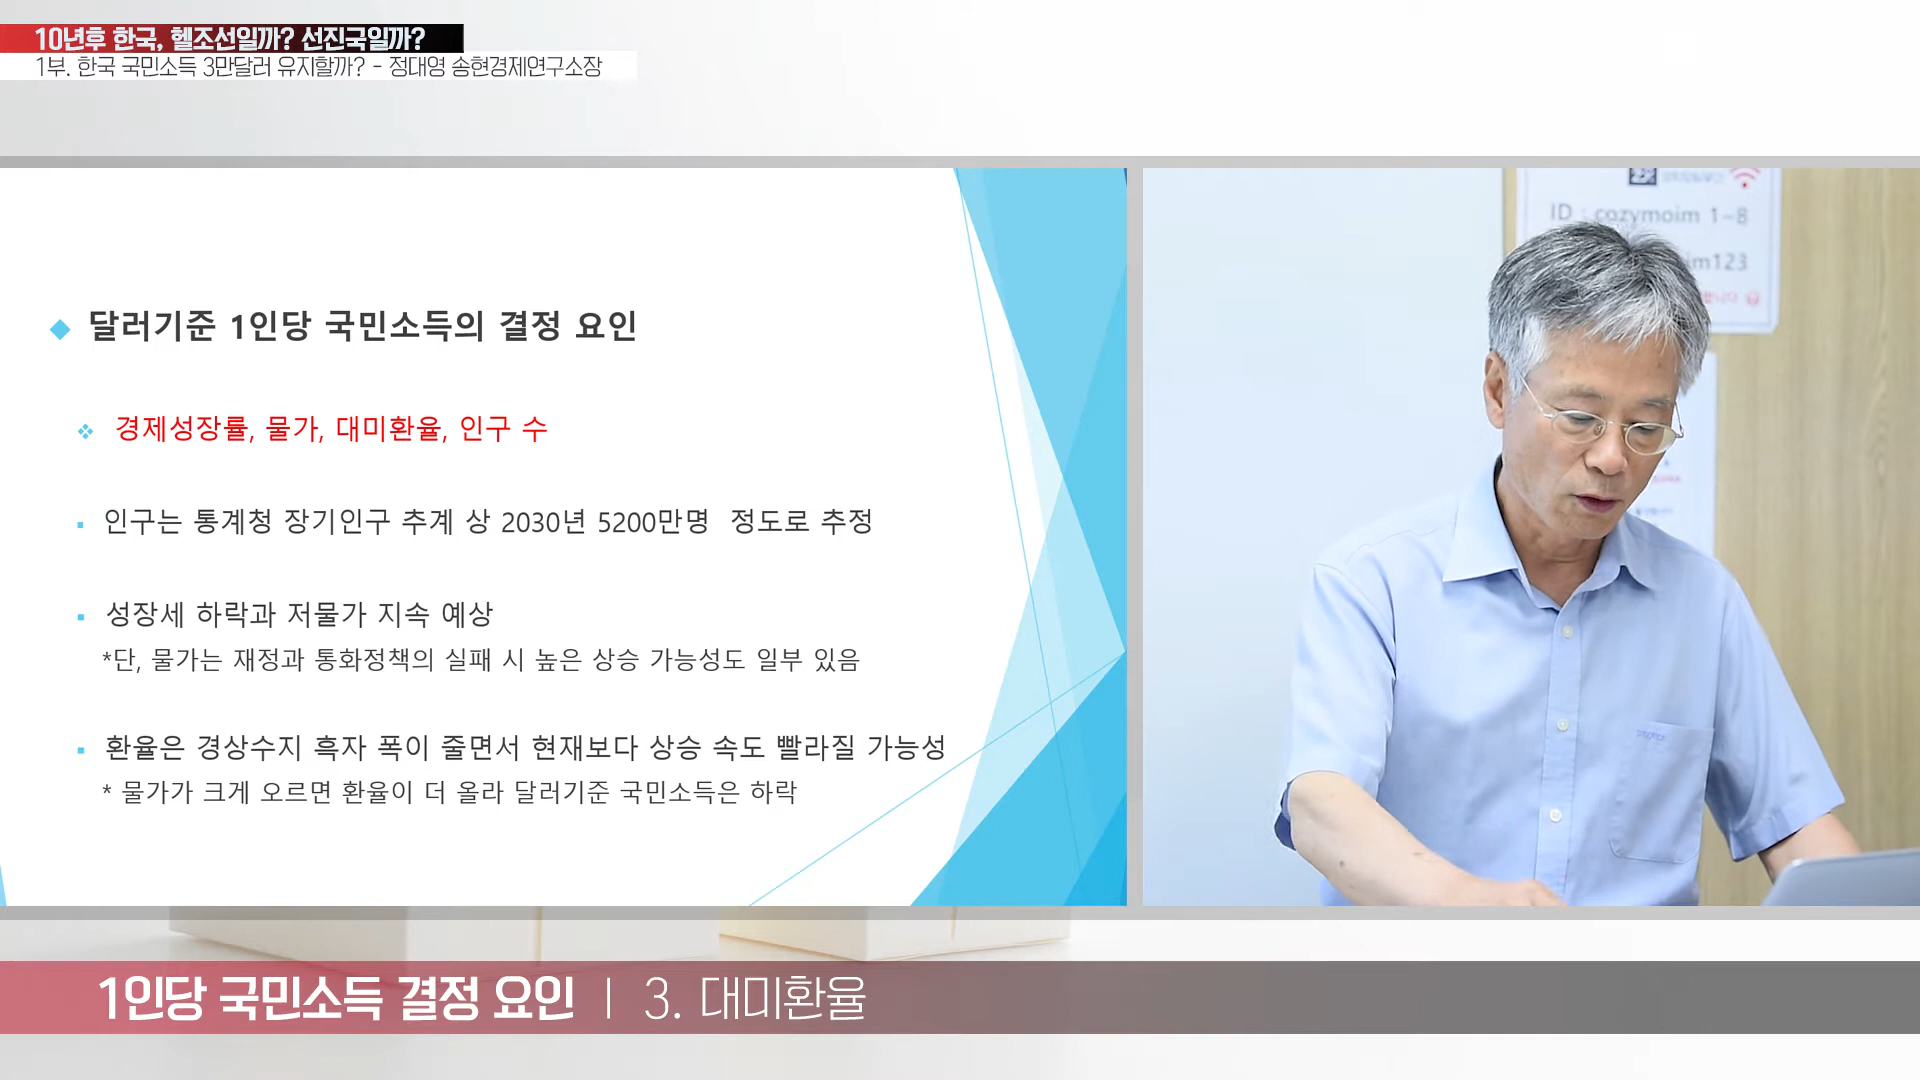 10년후 한국, 헬조선일까? 선진국일까?
1부. 한국 국민소득 3만달러 유지할까? - 정대영 송현경제연구소장
달러기준 1인당 국민소득의 결정 요인
경제성장률, 물가, 대미환율, 인구 수
인구는 통계청 장기인구 추계 상 2030년 5200만명 정도로 추정
성장세 하락과 저물가 지속 예상
*단, 물가는 재정과 통화정책의 실패 시 높은 상승 가능성도 일부 있음
환율은 경상수지 흑자 폭이 줄면서 현재보다 상승 속도 빨라질 가능성
* 물가가 크게 오르면 환율이 더 올라 달러기준 국민소득은 하락
ID : cozymoim 1-8
im123
1인당 국민소득 결정 요인 | 3. 대미환율